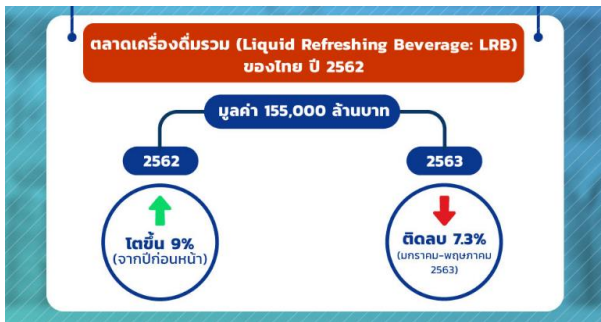 ตลาดเครื่องดื่มรวม (Liquid Refreshing Beverage: LRB)
ของไทย ปี 2562
มูลค่า 155,000 ล้านบาท
2562
2563
โตขึ้น 9%
(จากปีก่อนหน้า)
ติดลบ 7.3%
(มกราคม-พฤษภาคม
2563)